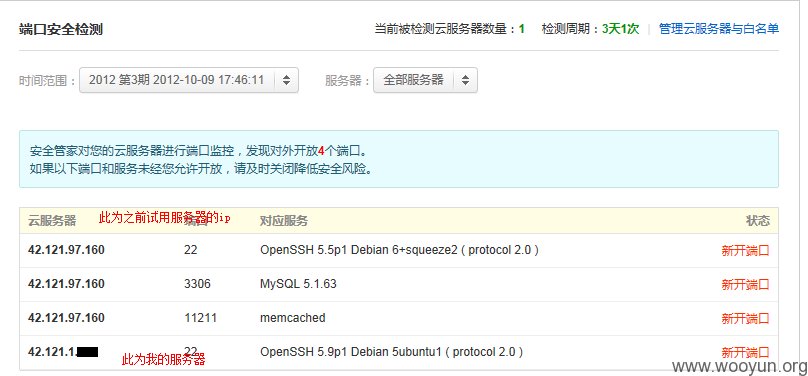 端口安全检测 当前被检测云服务器数量：1 检测周期：3天1次 | 管理云服务器与白名单
时间范围： 2012 第3期 2012-10-09 17:46:11 服务器： 全部服务器
安全管家对您的云服务器进行端口监控，发现对外开放4个端口。
如果以下端口和服务未经您允许开放，请及时关闭降低安全风险。
云服务器 此为之前试用服务器的ip 对应服务 状态
42.121.97.160 22 OpenSSH 5.5p1 Debian 6+squeeze2 ( protocol 2.0 ) 新开端口
42.121.97.160 3306 MySQL 5.1.63 新开端口
42.121.97.160 11211 memcached 新开端口
42.121.1. 22 OpenSSH 5.9p1 Debian 5ubuntu1 ( protocol 2.0 ) 新开端口
此为我的服务器
www.wooyun.org